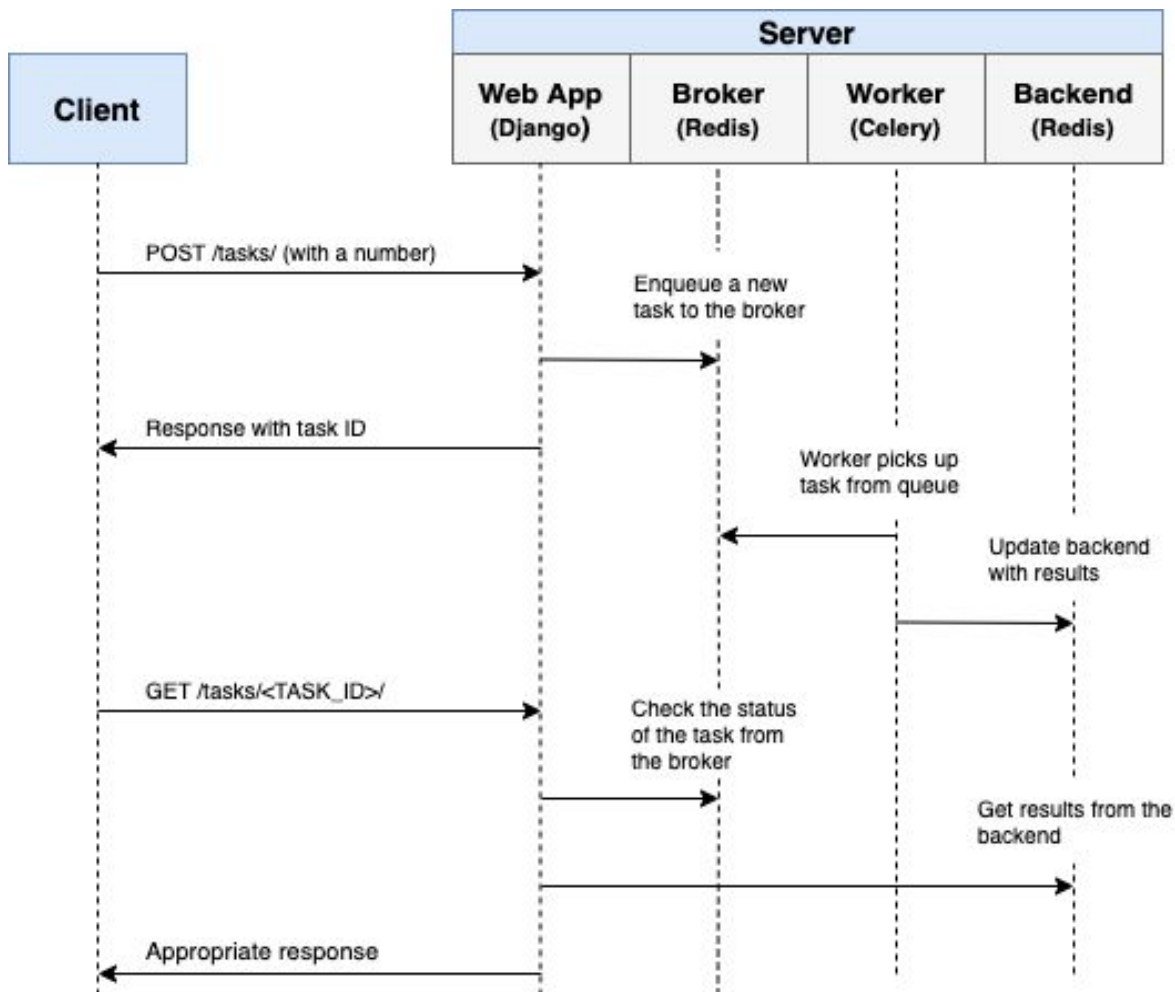 Server
Client
Web App
(Django)
Broker
(Redis)
Worker
(Celery)
Backend
(Redis)
POST /tasks/ (with a number)
Enqueue a new
task to the broker
Response with task ID
Worker picks up
task from queue
Update backend
with results
GET /tasks/<TASK_ID>/
Check the status
of the task from
the broker
Get results from the
backend
Appropriate response